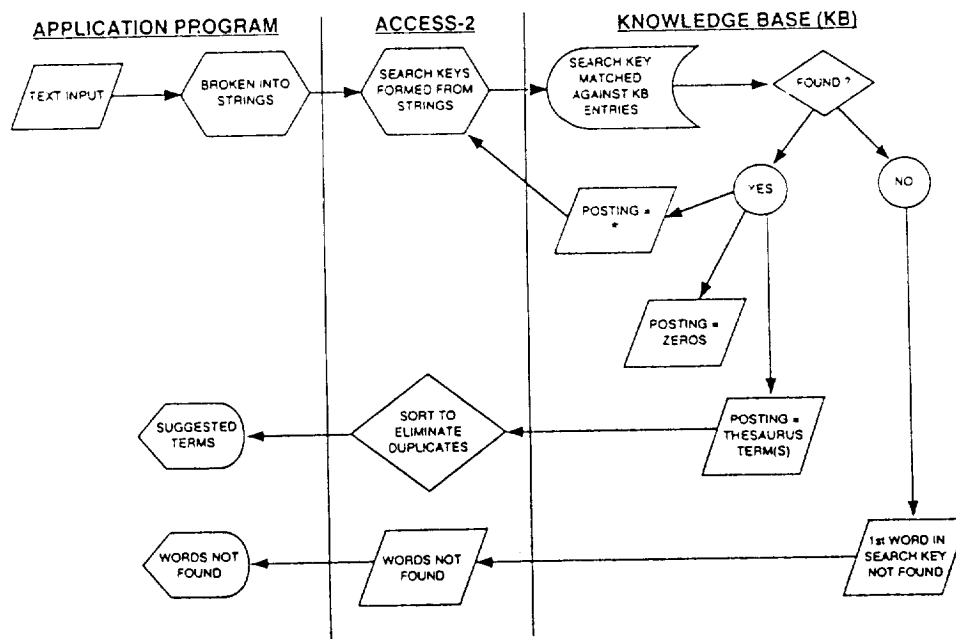 APPLICATION PROGRAM
ACCESS-2
KNOWLEDGE BASE (KB)
TEXT INPUT
BROKEN INTO
STRINGS
SEARCH KEYS
FORMED FROM
STRINGS
SEARCH KEY
MATCHED
AGAINST KB
ENTRIES
FOUND ?
YES
NO
POSTING =
*
POSTING =
ZEROS
POSTING =
THESAURUS
TERM(S)
SORT TO
ELIMINATE
DUPLICATES
SUGGESTED
TERMS
1st WORD IN
SEARCH KEY
NOT FOUND
WORDS NOT
FOUND
WORDS NOT
FOUND